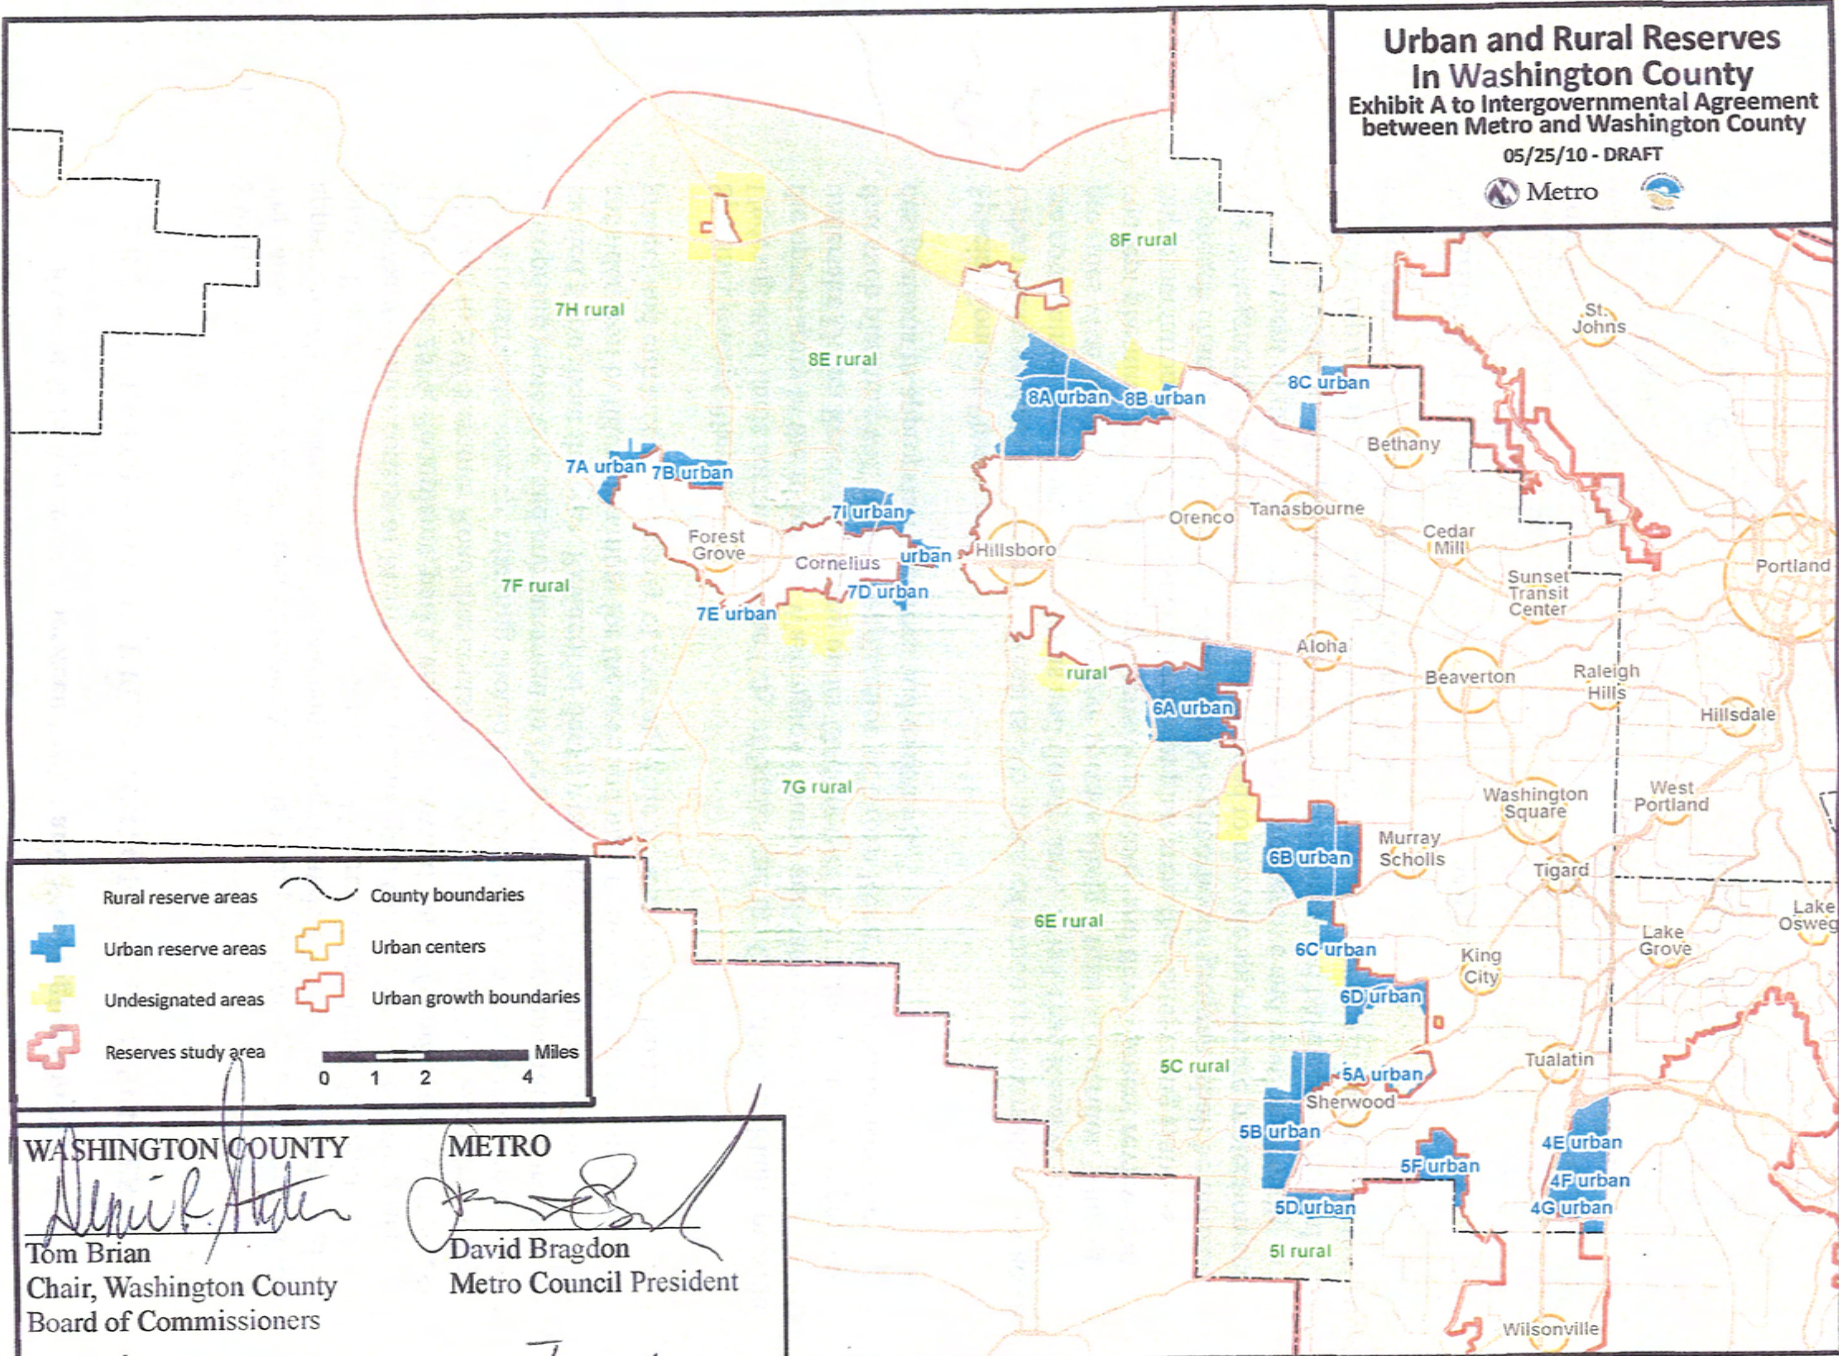 Urban and Rural Reserves
In Washington County
Exhibit A to Intergovernmental Agreement
between Metro and Washington County
05/25/10 - DRAFT
Metro
8F rural
7H rural
St.
Johns
8E rural
8C urban
8A urban
8B urban
Bethany
7A urban
7B urban
7I urban
Orenco
Tanasbourne
Forest
Grove
Cornelius
urban
Hillsboro
Cedar
Mill
Portland
7F rural
7D urban
Sunset
Transit
Center
7E urban
Aloha
rural
Beaverton
Raleigh
Hills
6A urban
Hillsdale
7G rural
Washington
Square
West
Portland
6B urban
Murray
Scholls
Tigard
Rural reserve areas
County boundaries
6E rural
Lake
Osweg
Urban reserve areas
Urban centers
6C urban
King
City
Lake
Grove
Undesignated areas
Urban growth boundaries
6D urban
Reserves study area
Miles
0 1 2 4
5C rural
5A urban
Tualatin
Sherwood
5B urban
4E urban
5F urban
4F urban
5D urban
4G urban
5I rural
Wilsonville
WASHINGTON COUNTY
Tom Brian
Chair, Washington County
Board of Commissioners
METRO
David Bragdon
Metro Council President